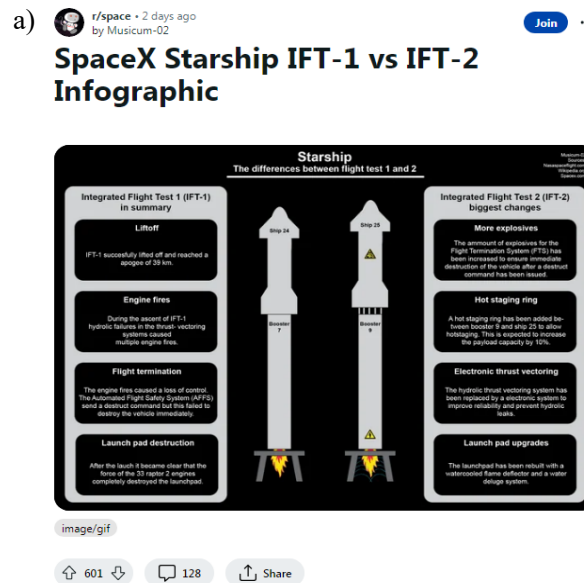 a)
r/space • 2 days ago
by Musicum-02
Join
SpaceX Starship IFT-1 vs IFT-2
Infographic
Starship
The differences between flight test 1 and 2
Musicum-02
Sources:
Nasaspaceflight.com
Wikipedia.org
Spacex.com
Integrated Flight Test 1 (IFT-1)
in summary
Liftoff
IFT-1 succesfully lifted off and reached a
apogee of 39 km.
Engine fires
During the ascent of IFT-1
hydrolic failures in the thrust- vectoring
systems caused
multiple engine fires.
Flight termination
The engine fires caused a loss of control.
The Automated Flight Safety System (AFFS)
send a destruct command but this failed to
destroy the vehicle immediately.
Launch pad destruction
After the lauch it became clear that the
force of the 33 raptor 2 engines
completely destroyed the launchpad.
Ship 24
Booster
7
Ship 25
Booster
9
Integrated Flight Test 2 (IFT-2)
biggest changes
More explosives
The ammount of explosives for the
Flight Termination System (FTS) has
been increased to ensure immediate
destruction of the vehicle after a destruct
command has been issued.
Hot staging ring
A hot staging ring has been added be-
tween booster 9 and ship 25 to allow
hotstaging. This is expected to increase
the payload capacity by 10%.
Electronic thrust vectoring
The hydrolic thrust vectoring system has
been replaced by a electronic system to
improve reliability and prevent hydrolic
leaks.
Launch pad upgrades
The launchpad has been rebuilt with a
watercooled flame deflector and a water
deluge system.
image/gif
601
128
Share